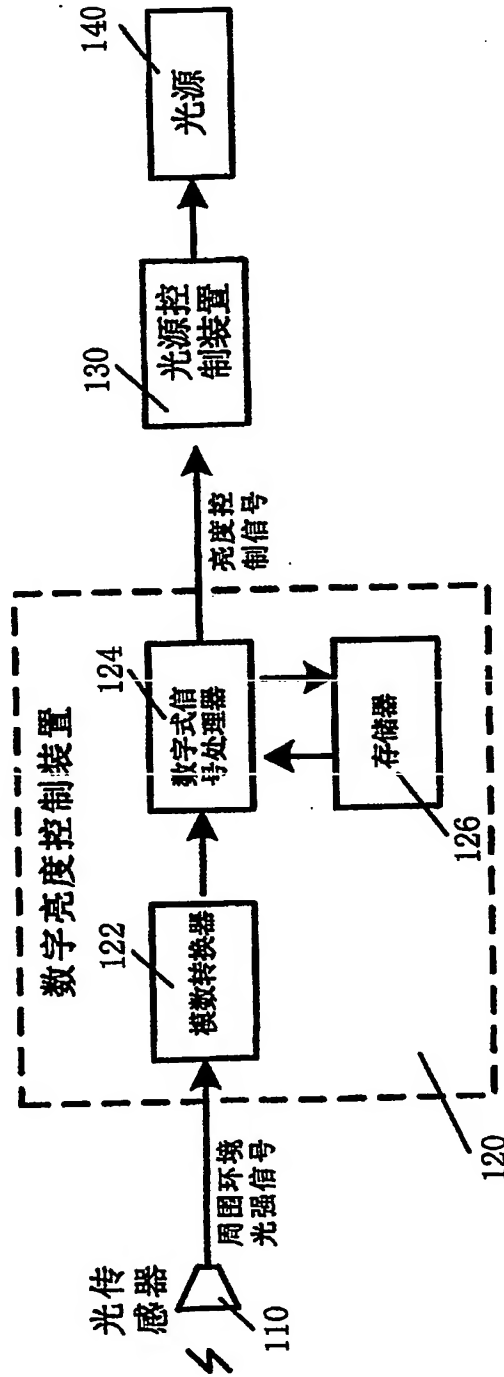 光传
感器
110
周围环境
光强信号
数字亮度控制装置
120
122
模数转换器
124
数字式信
号处理器
存储器
126
亮度控
制信号
130
光源控
制装置
140
光源